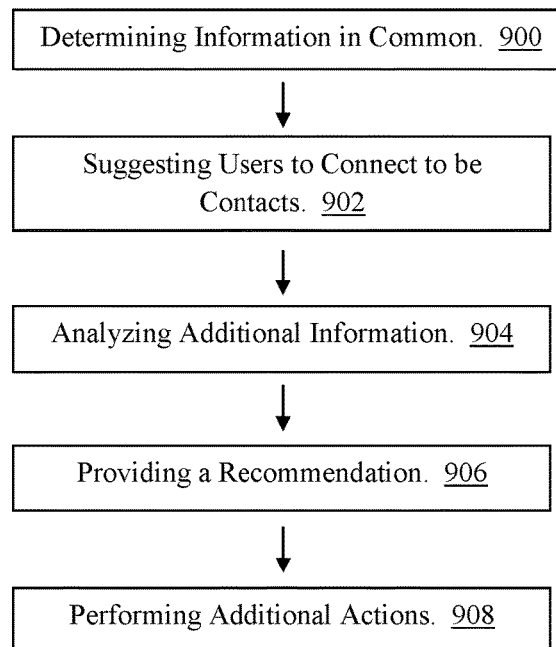 Determining Information in Common. 900
Suggesting Users to Connect to be
Contacts. 902
Analyzing Additional Information. 904
Providing a Recommendation. 906
Performing Additional Actions. 908